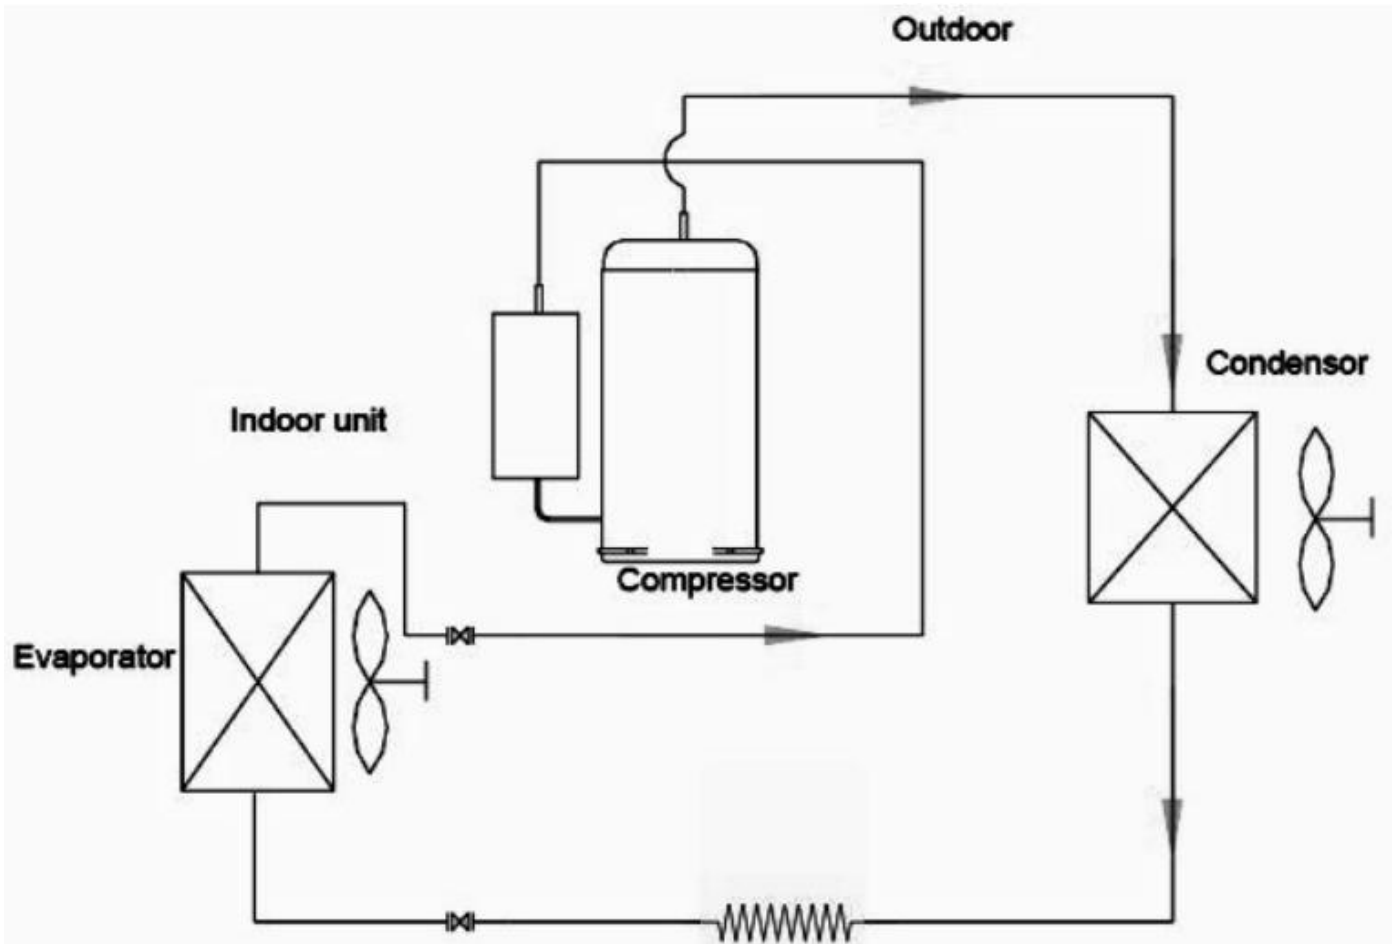 Outdoor
Condensor
Indoor unit
Compressor
Evaporator